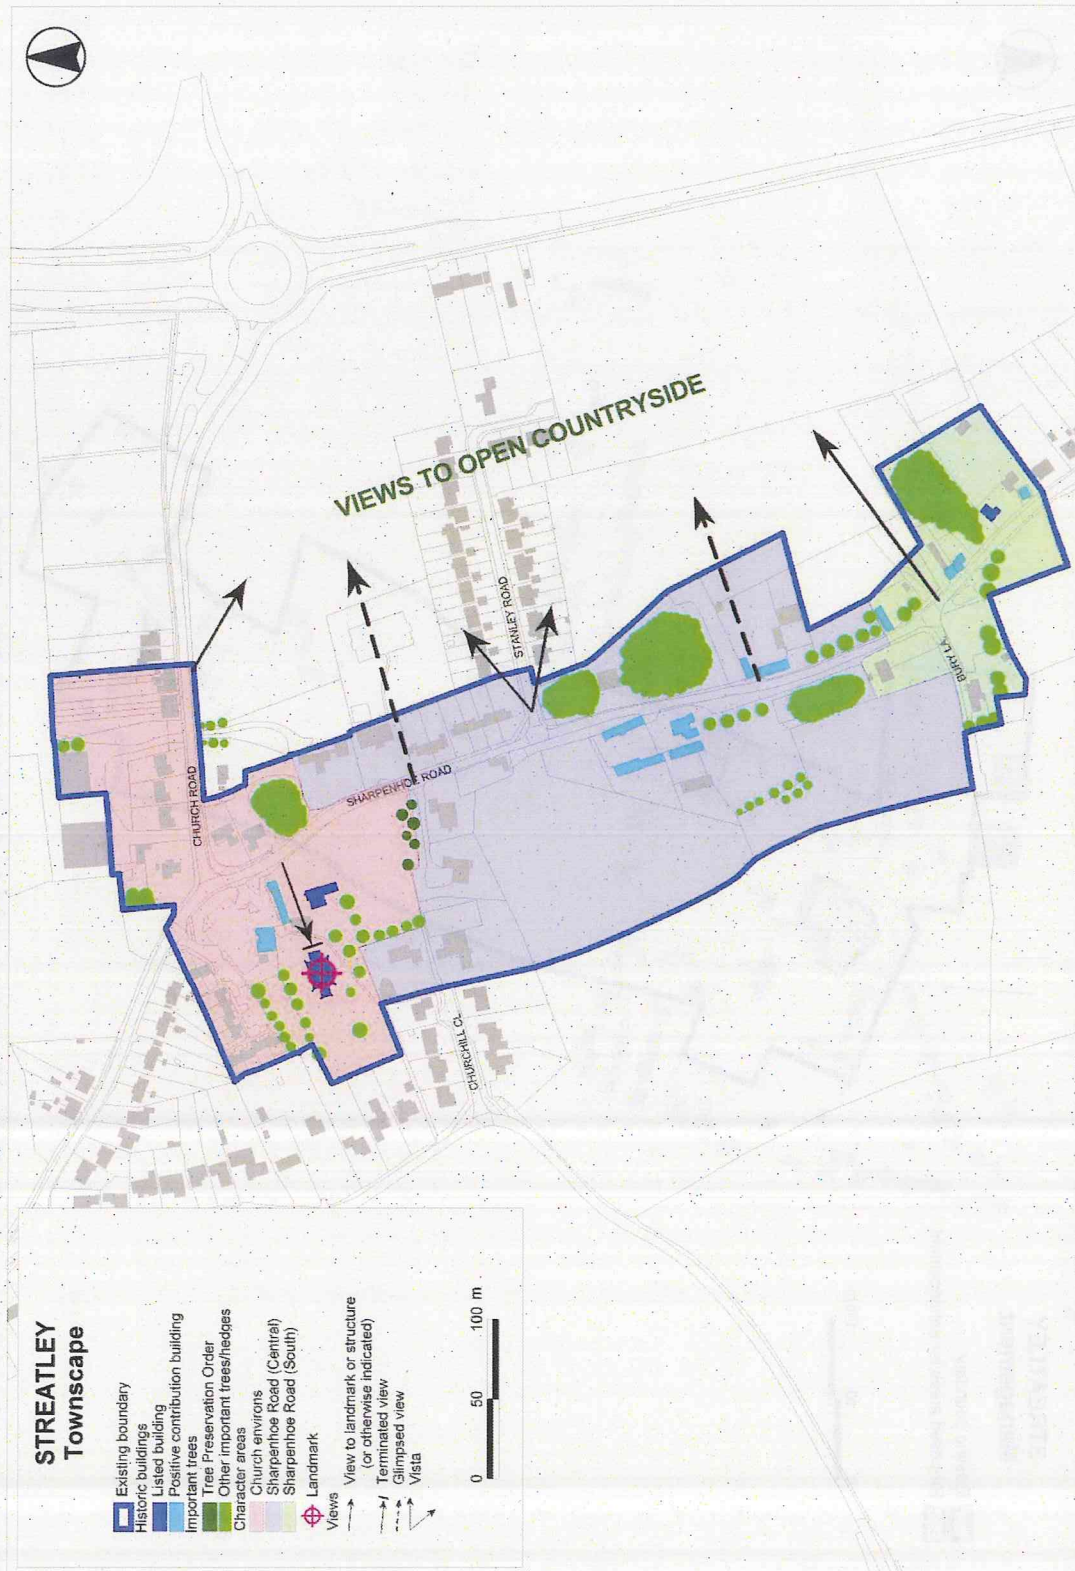 STREATLEY
Townscape
Existing boundary
Historic buildings
Listed building
Positive contribution building
Important trees
Tree Preservation Order
Other important trees/hedges
Character areas
Church environs
Sharpenhoe Road (Central)
Sharpenhoe Road (South)
Landmark
Views
View to landmark or structure
(or otherwise indicated)
Terminated view
Glimpsed view
Vista
0 50 100 m
CHURCH ROAD
SHARPENHOE ROAD
CHURCHILL CL
STANLEY ROAD
BURY LA
VIEWS TO OPEN COUNTRYSIDE